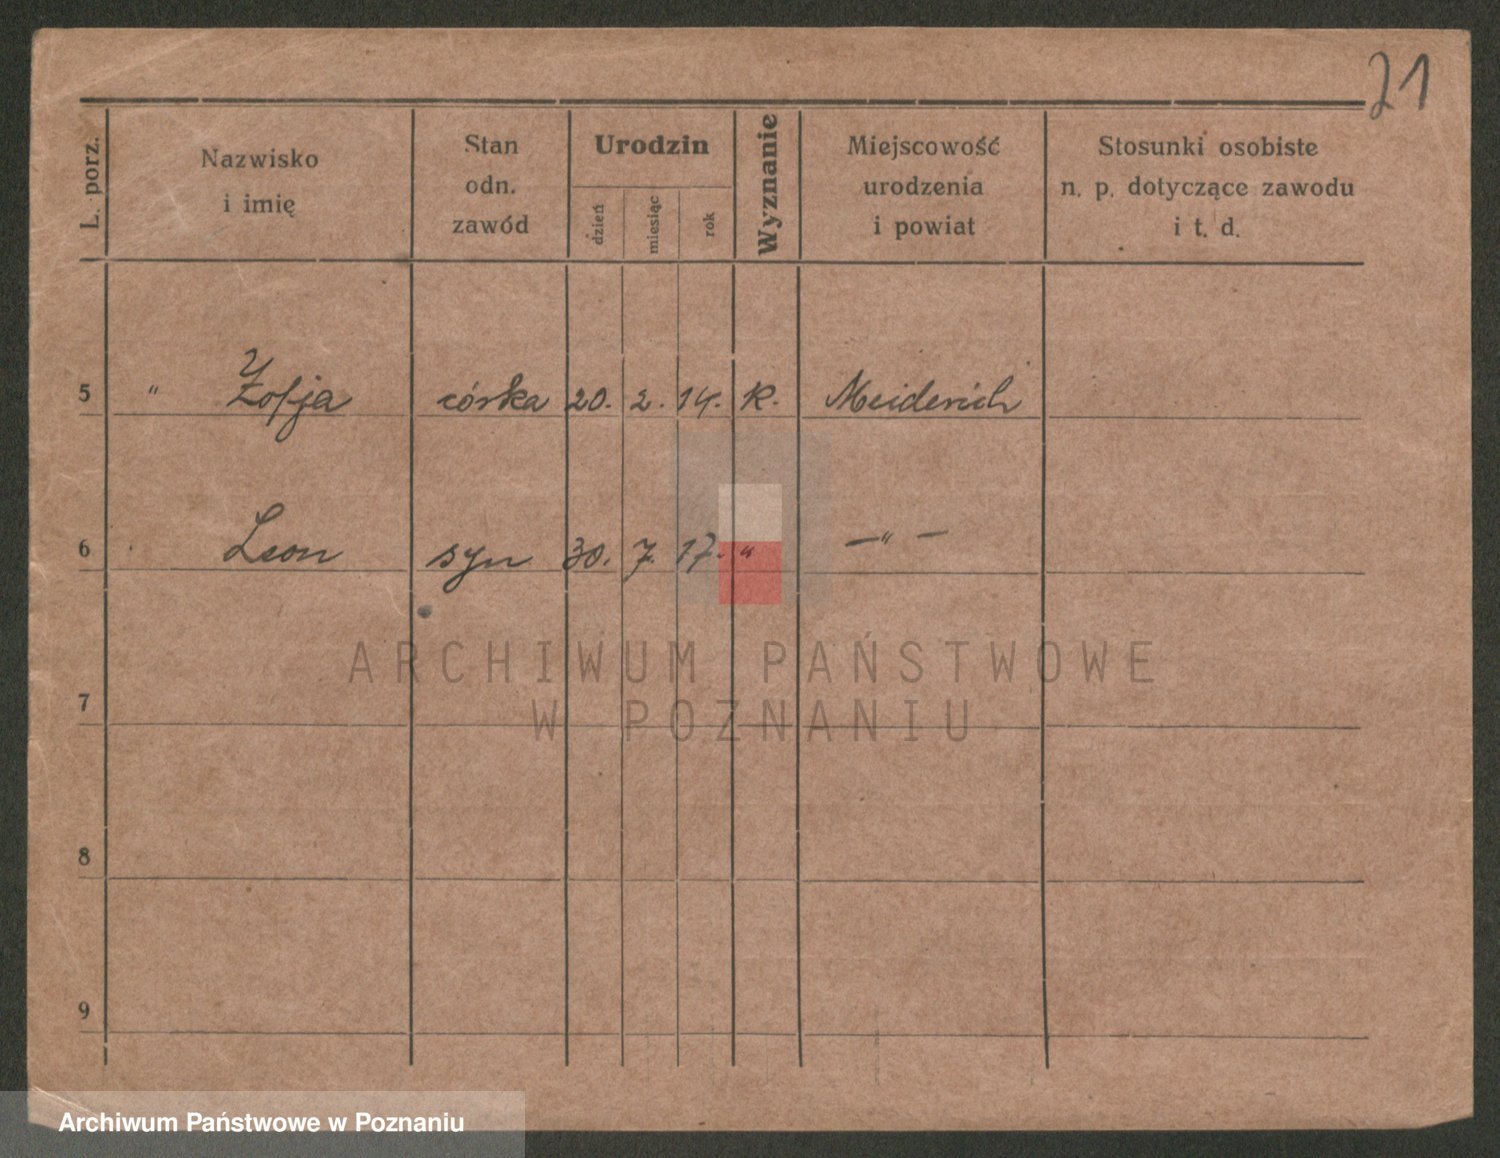 21
L. porz.
Nazwisko
i imię
Stan
odn.
zawód
Urodzin
dzień
miesiąc
rok
Wyznanie
Miejscowość
urodzenia
i powiat
Stosunki osobiste
n. p. dotyczące zawodu
i t. d.
5 " Zofja córka 20. 2. 14. K. Meiderich
6 Leon syn 30. 7. 17. " —"—
7
8
9
ARCHIWUM PAŃSTWOWE
W POZNANIU
Archiwum Państwowe w Poznaniu